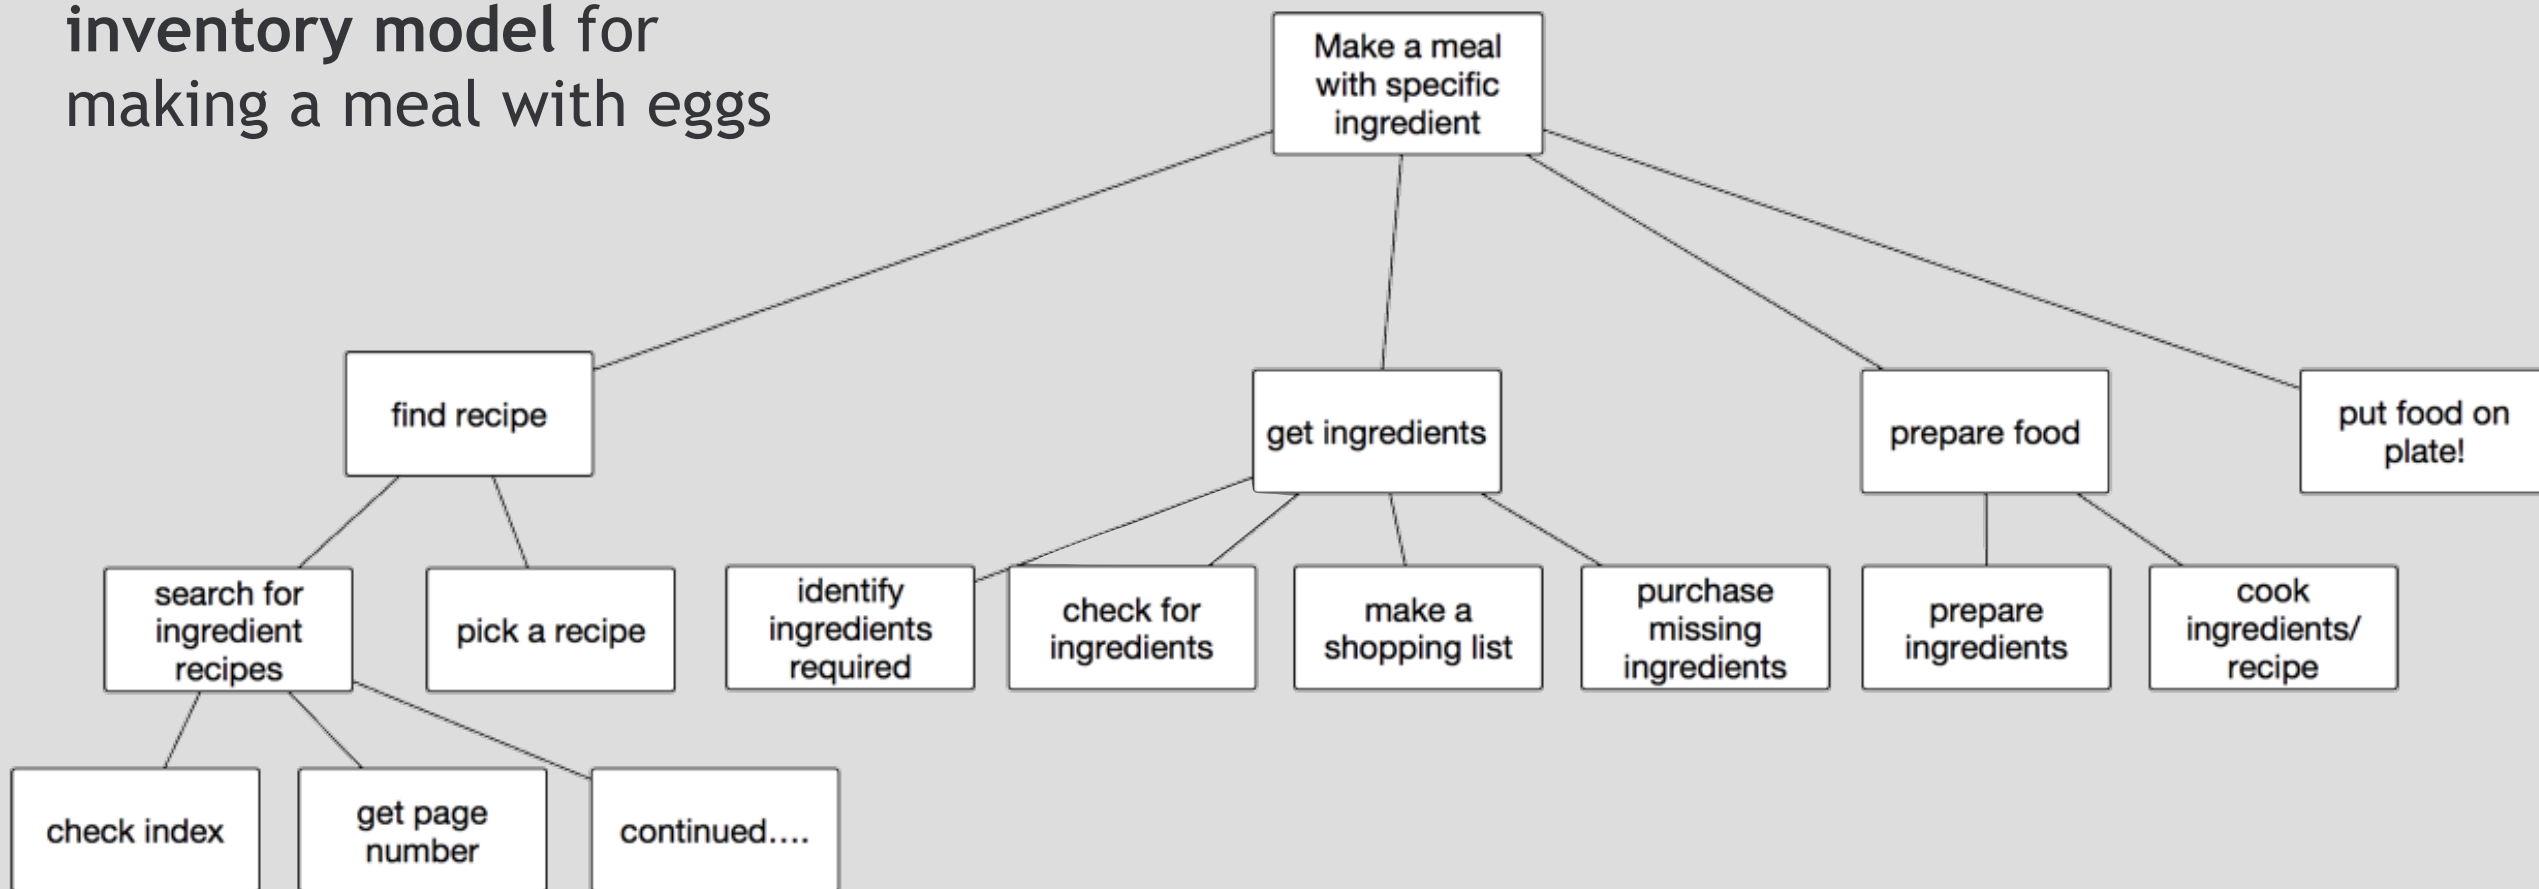 inventory model for
making a meal with eggs
Make a meal
with specific
ingredient
find recipe
get ingredients
prepare food
put food on
plate!
search for
ingredient
recipes
pick a recipe
identify
ingredients
required
check for
ingredients
make a
shopping list
purchase
missing
ingredients
prepare
ingredients
cook
ingredients/
recipe
check index
get page
number
continued....